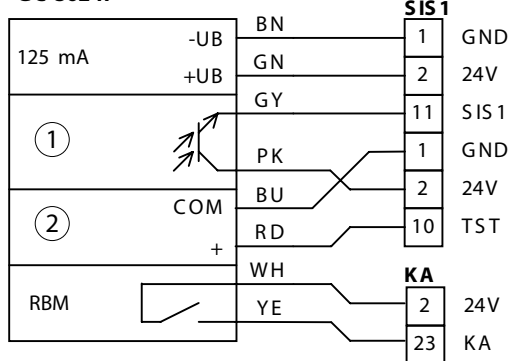 SIS1
125 mA
-UB BN 1 GND
+UB GN 2 24V
1 GY 11 SIS1
PK 1 GND
2 COM BU 2 24V
+ RD 10 TST
KA
RBM WH 2 24V
YE 23 KA